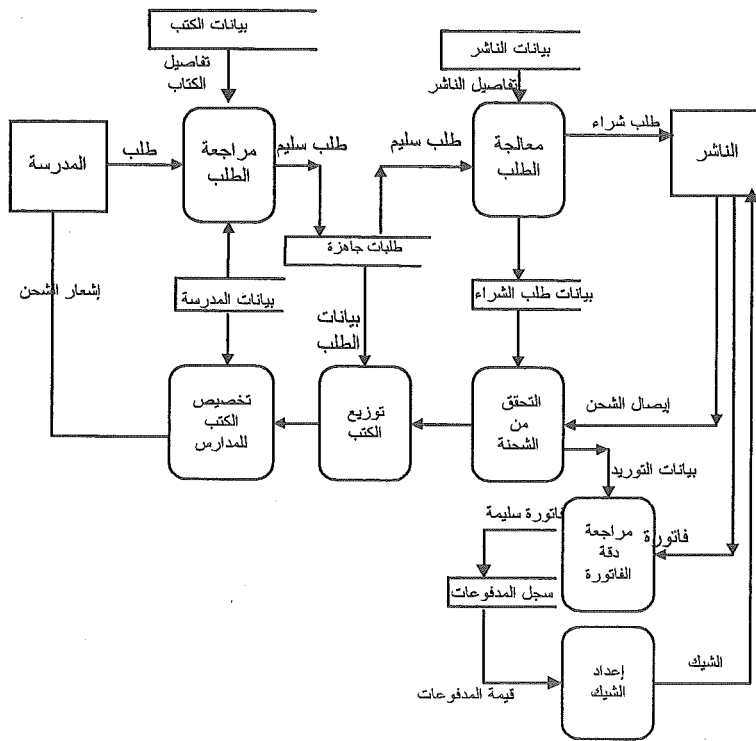 بيانات الكتب
بيانات الناشر
تفاصيل
الكتاب
تفاصيل الناشر
المدرسة
طلب
مراجعة
الطلب
طلب سليم
طلب سليم
معالجة
الطلب
طلب شراء
الناشر
طلبات جاهزة
إشعار الشحن
بيانات المدرسة
بيانات
الطلب
بيانات طلب الشراء
تخصيص
الكتب
للمدارس
توزيع
الكتب
التحقق
من
الشحنة
إيصال الشحن
بيانات التوريد
فاتورة سليمة
مراجعة
دقة
الفاتورة
فاتورة
سجل المدفوعات
قيمة المدفوعات
إعداد
الشيك
الشيك